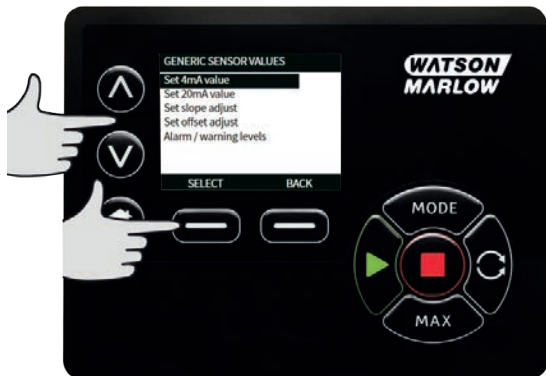 GENERIC SENSOR VALUES
Set 4mA value
Set 20mA value
Set slope adjust
Set offset adjust
Alarm / warning levels
SELECT BACK
WATSON
MARLOW
MODE
MAX